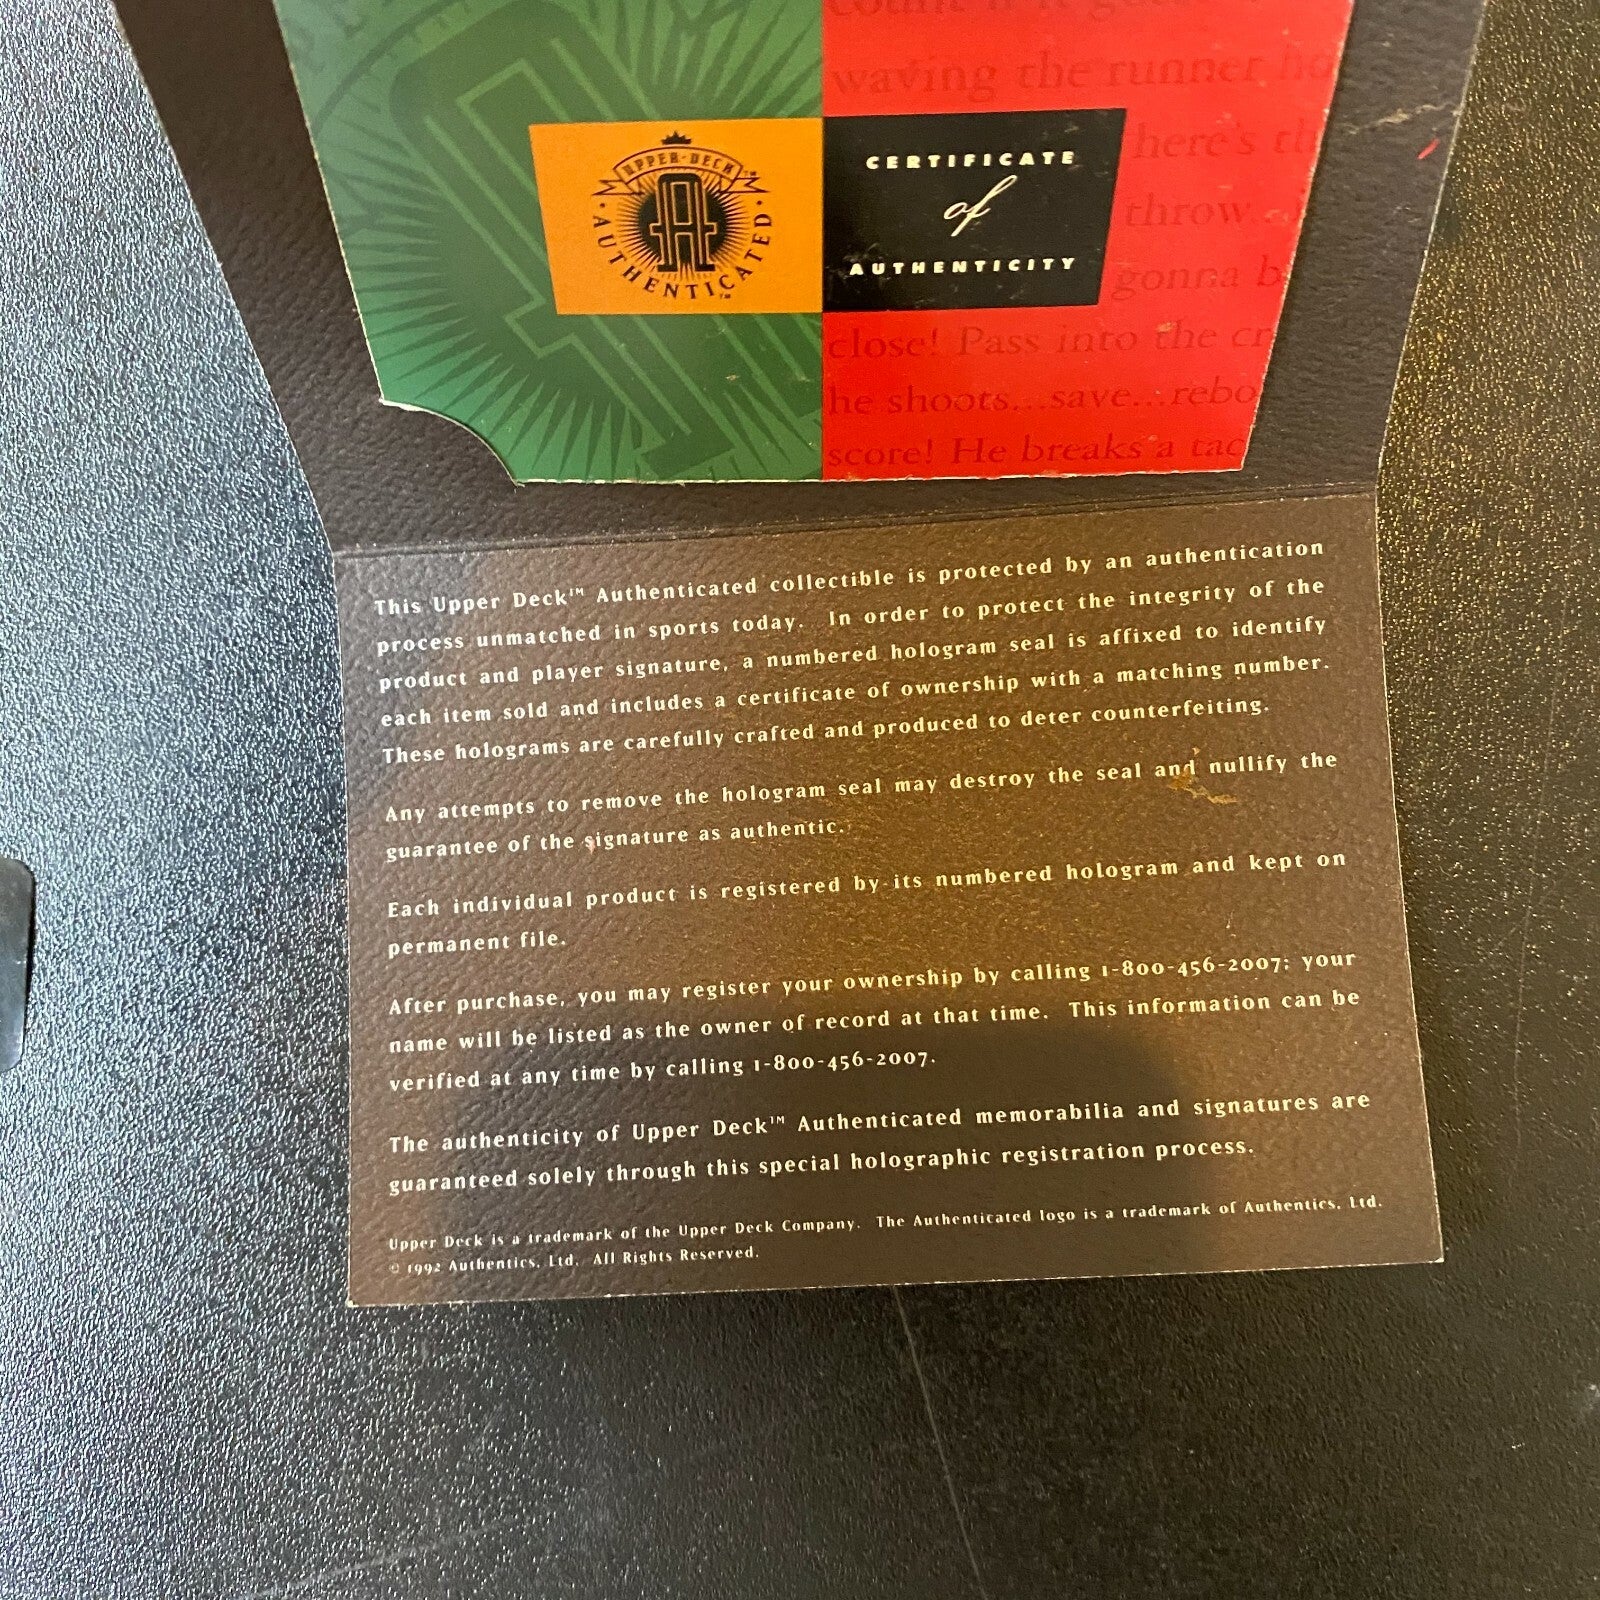 waving the runner
here's
throw...
gonna b
close! Pass into the cr
he shoots...save...rebo
score! He breaks a tac
UPPER-DECK™
AUTHENTICATED™
CERTIFICATE
of
AUTHENTICITY
This Upper Deck™ Authenticated collectible is protected by an authentication
process unmatched in sports today. In order to protect the integrity of the
product and player signature, a numbered hologram seal is affixed to identify
each item sold and includes a certificate of ownership with a matching number.
These holograms are carefully crafted and produced to deter counterfeiting.
Any attempts to remove the hologram seal may destroy the seal and nullify the
guarantee of the signature as authentic.
Each individual product is registered by its numbered hologram and kept on
permanent file.
After purchase, you may register your ownership by calling 1-800-456-2007; your
name will be listed as the owner of record at that time. This information can be
verified at any time by calling 1-800-456-2007.
The authenticity of Upper Deck™ Authenticated memorabilia and signatures are
guaranteed solely through this special holographic registration process.
Upper Deck is a trademark of the Upper Deck Company. The Authenticated logo is a trademark of Authentics, Ltd.
© 1992 Authentics, Ltd. All Rights Reserved.